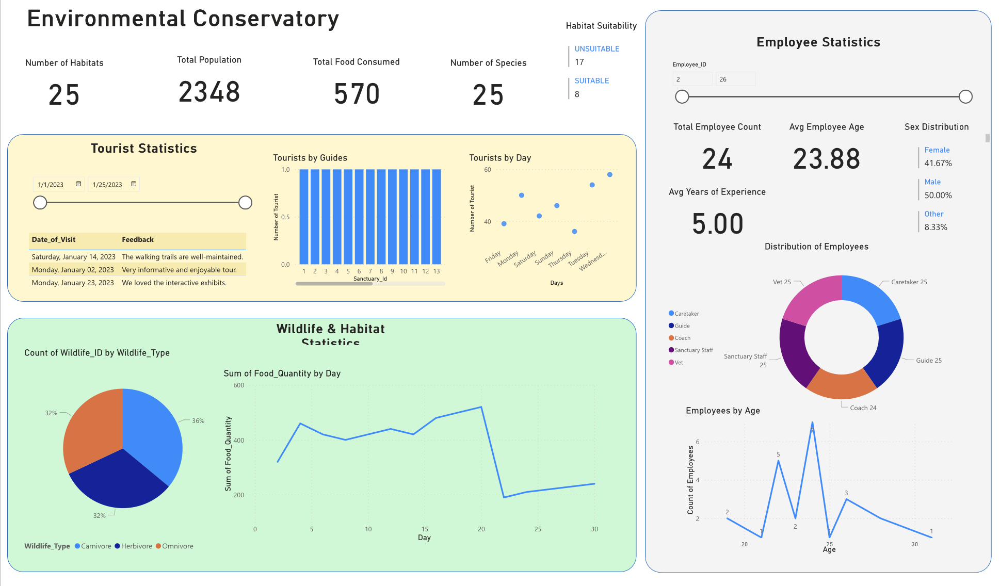 Environmental Conservatory
Number of Habitats
25
Total Population
2348
Total Food Consumed
570
Number of Species
25
Habitat Suitability
UNSUITABLE
17
SUITABLE
8
Tourist Statistics
1/1/2023
1/25/2023
Date_of_Visit Feedback
Saturday, January 14, 2023 The walking trails are well-maintained.
Monday, January 02, 2023 Very informative and enjoyable tour.
Monday, January 23, 2023 We loved the interactive exhibits.
Tourists by Guides
Number of Tourist
1.0
0.5
0.0
1 2 3 4 5 6 7 8 9 10 11 12 13
Sanctuary_Id
Tourists by Day
Number of Tourist
60
40
Friday
Monday
Saturday
Sunday
Thursday
Tuesday
Wednesd...
Days
Wildlife & Habitat
Statistics
Count of Wildlife_ID by Wildlife_Type
32%
36%
32%
Wildlife_Type Carnivore Herbivore Omnivore
Sum of Food_Quantity by Day
Sum of Food_Quantity
600
400
200
0 5 10 15 20 25 30
Day
Employee Statistics
Employee_ID
2
26
Total Employee Count
24
Avg Employee Age
23.88
Sex Distribution
Female
41.67%
Male
50.00%
Other
8.33%
Avg Years of Experience
5.00
Distribution of Employees
Caretaker
Guide
Coach
Sanctuary Staff
Vet
Vet 25
Caretaker 25
Sanctuary Staff
25
Guide 25
Coach 24
Employees by Age
Count of Employees
6
4
2
2
1
5
2
7
1
3
1
20 25 30
Age